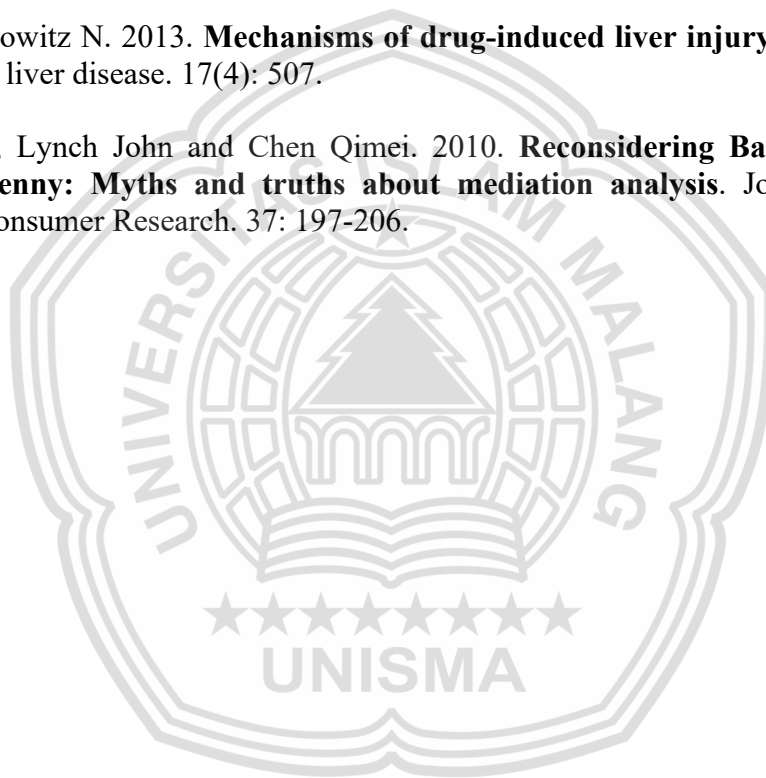 owitz N. 2013. Mechanisms of drug-induced liver injury
liver disease. 17(4): 507.
Lynch John and Chen Qimei. 2010. Reconsidering Ba
enny: Myths and truths about mediation analysis. Jo
onsumer Research. 37: 197-206.
UNIVERSITAS ISLAM MALANG
UNISMA